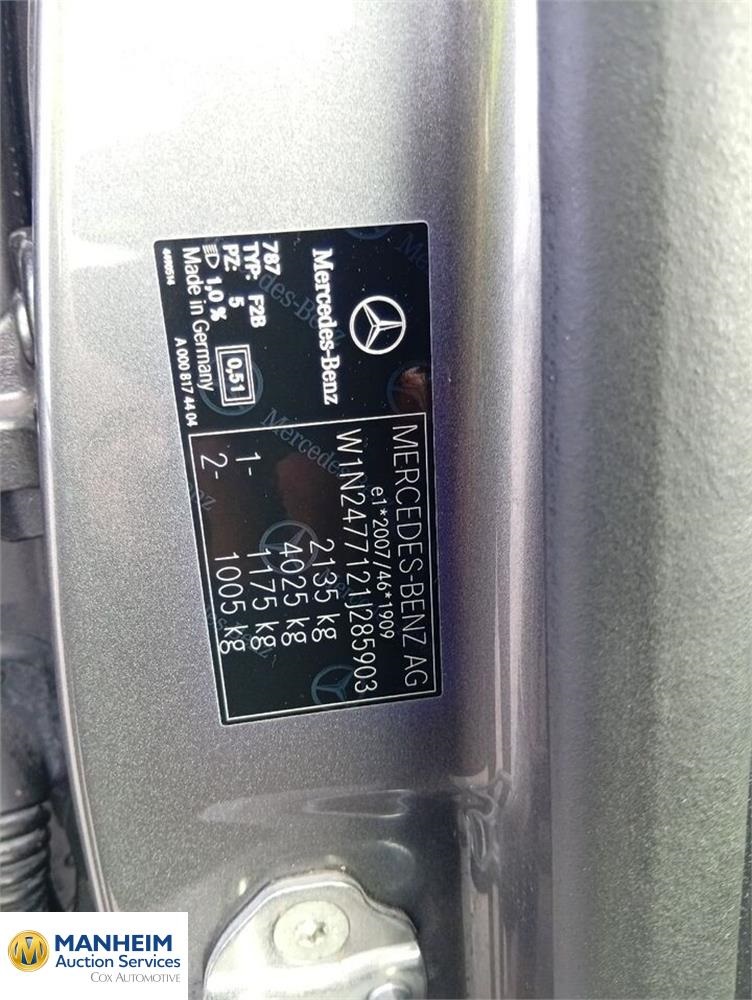 Mercedes-Benz
787
TYP: F2B
PZ: 5
1,0 %
0,51
Made in Germany
A 000 817 44 04
MERCEDES-BENZ AG
e1*2007/46*1909
W1N2477121J285903
2135 kg
4025 kg
1- 1175 kg
2- 1005 kg
Mercedes-Benz
MANHEIM
Auction Services
COX AUTOMOTIVE